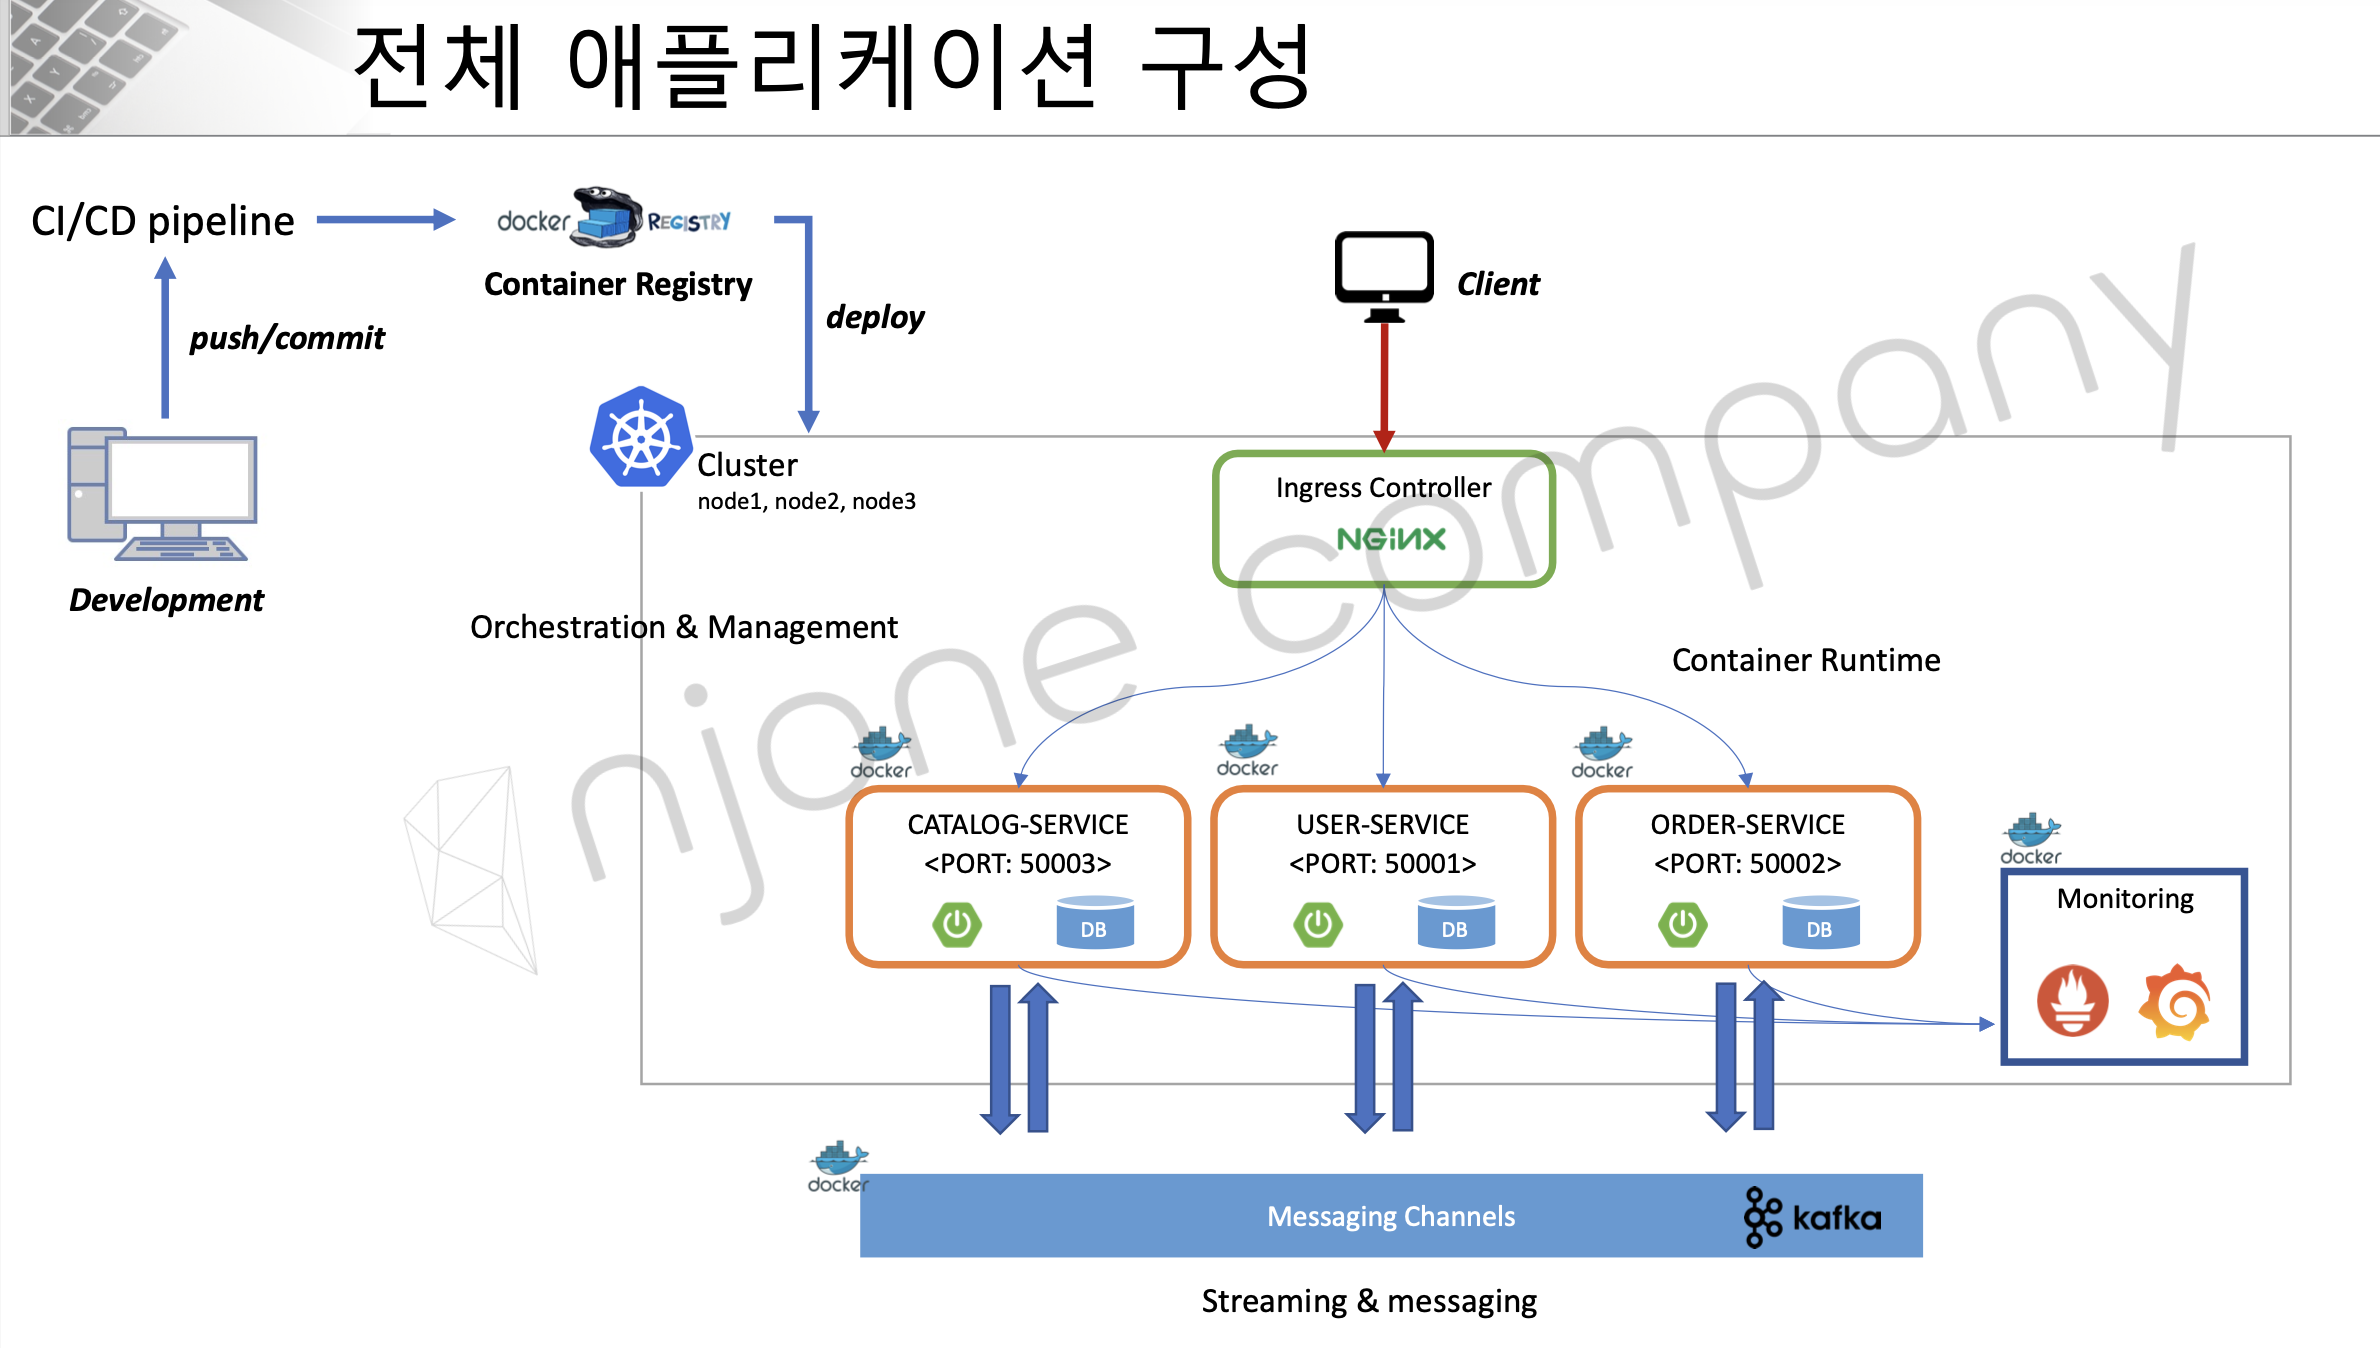 전체 애플리케이션 구성
CI/CD pipeline
docker REGISTRY
Container Registry
push/commit
deploy
Client
Development
Cluster
node1, node2, node3
Ingress Controller
NGINX
Orchestration & Management
Container Runtime
docker
docker
docker
CATALOG-SERVICE
<PORT: 50003>
DB
USER-SERVICE
<PORT: 50001>
DB
ORDER-SERVICE
<PORT: 50002>
DB
docker
Monitoring
docker
Messaging Channels
kafka
Streaming & messaging
njone company